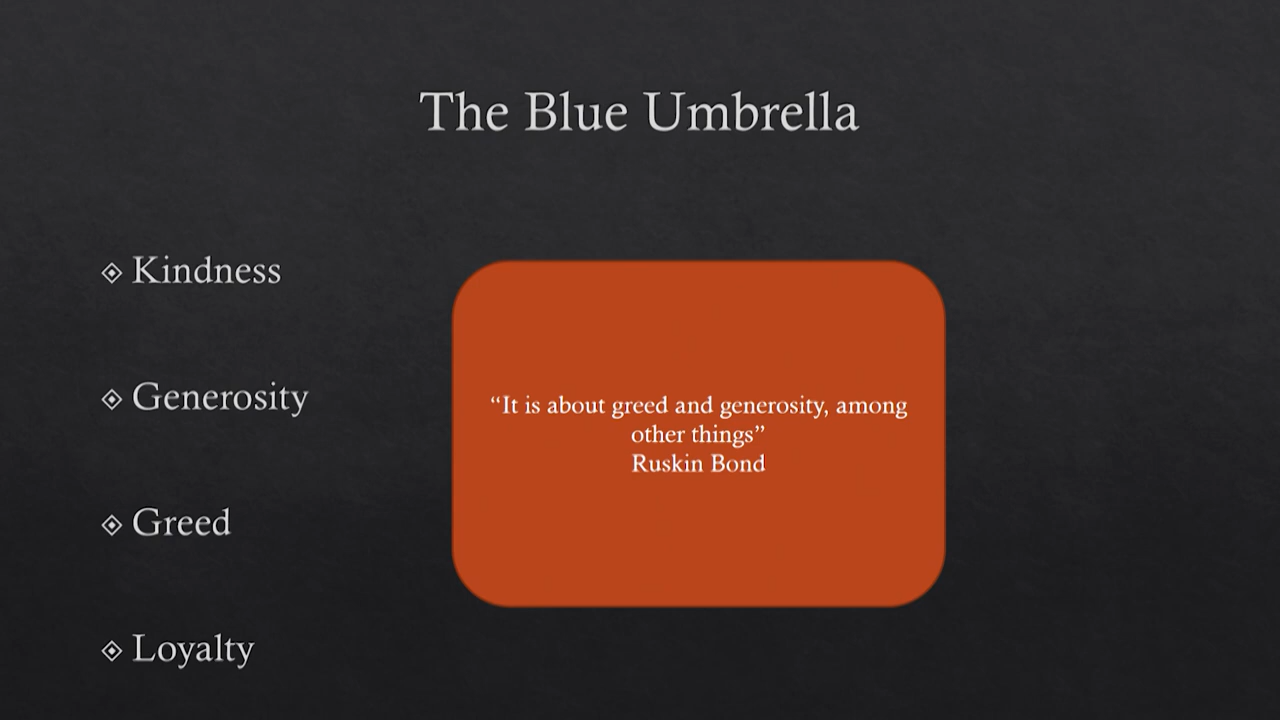 The Blue Umbrella
Kindness
Generosity
Greed
Loyalty
“It is about greed and generosity, among
other things”
Ruskin Bond